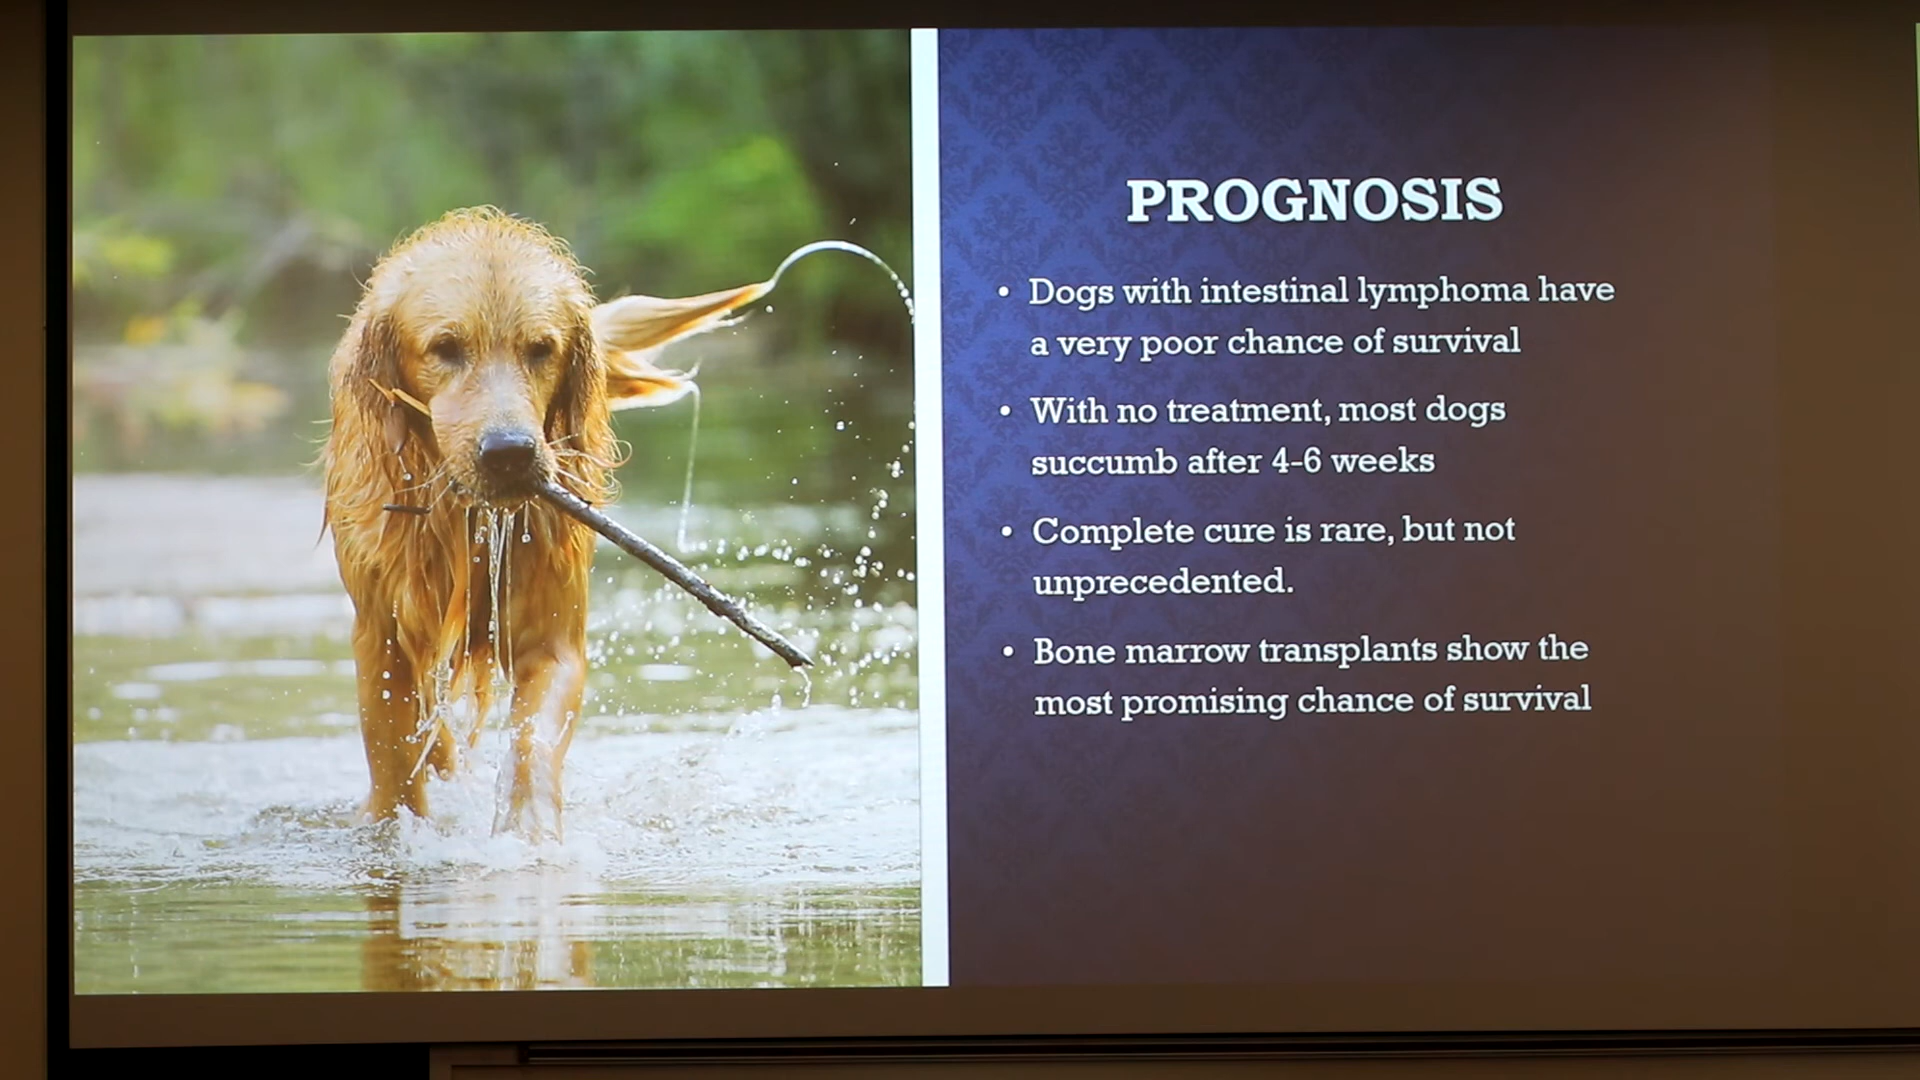 PROGNOSIS
• Dogs with intestinal lymphoma have
a very poor chance of survival
• With no treatment, most dogs
succumb after 4-6 weeks
• Complete cure is rare, but not
unprecedented.
• Bone marrow transplants show the
most promising chance of survival